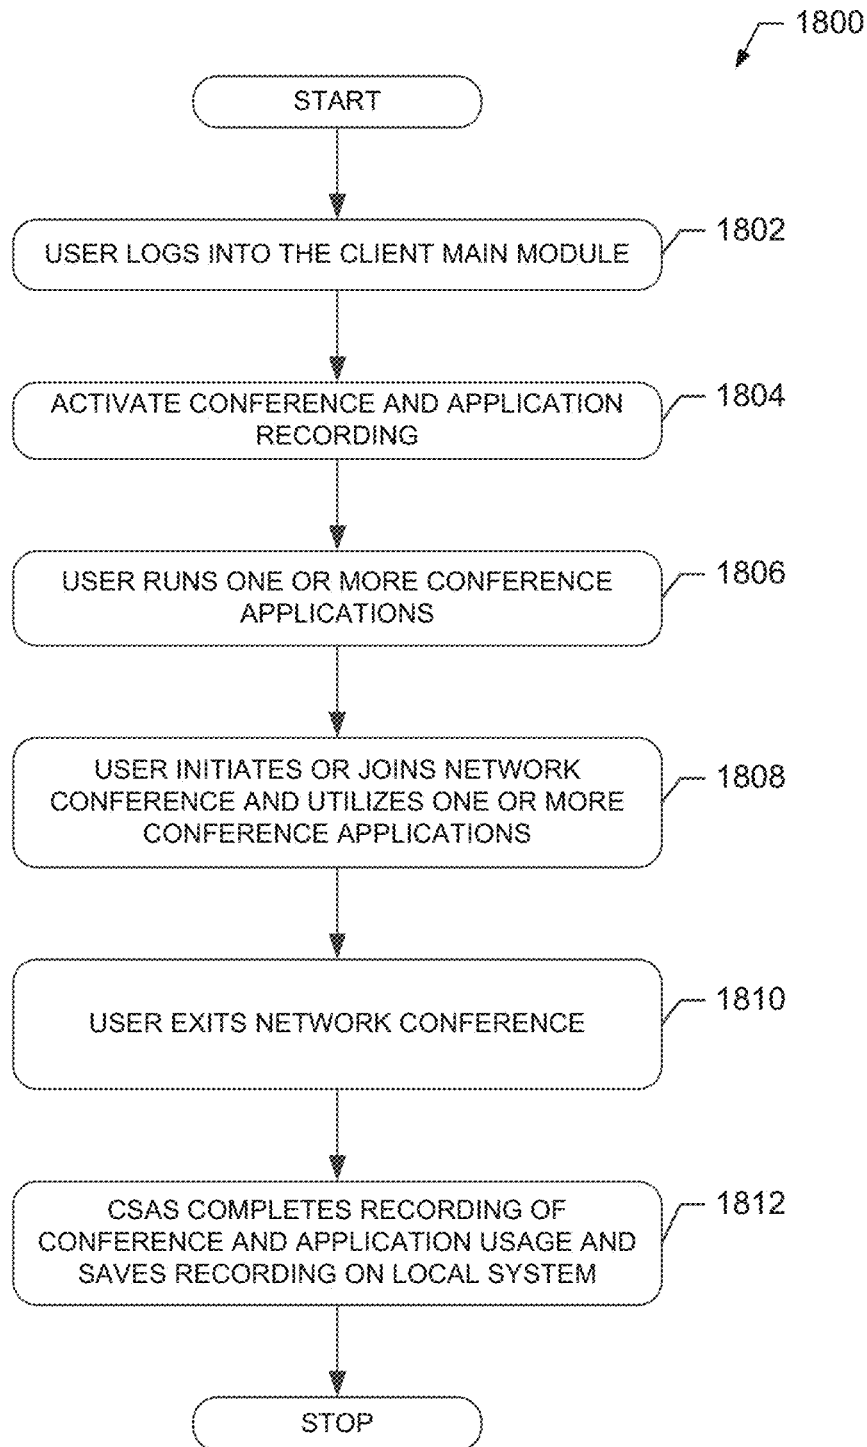 1800
START
USER LOGS INTO THE CLIENT MAIN MODULE
1802
ACTIVATE CONFERENCE AND APPLICATION
RECORDING
1804
USER RUNS ONE OR MORE CONFERENCE
APPLICATIONS
1806
USER INITIATES OR JOINS NETWORK
CONFERENCE AND UTILIZES ONE OR MORE
CONFERENCE APPLICATIONS
1808
USER EXITS NETWORK CONFERENCE
1810
CSAS COMPLETES RECORDING OF
CONFERENCE AND APPLICATION USAGE AND
SAVES RECORDING ON LOCAL SYSTEM
1812
STOP